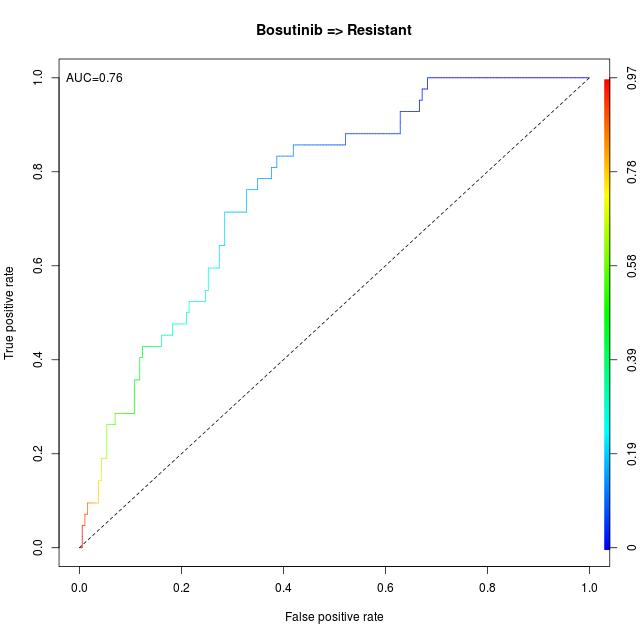 Bosutinib => Resistant
AUC=0.76
True positive rate
1.0
0.8
0.6
0.4
0.2
0.0
0.97
0.78
0.58
0.39
0.19
0
0.0 0.2 0.4 0.6 0.8 1.0
False positive rate